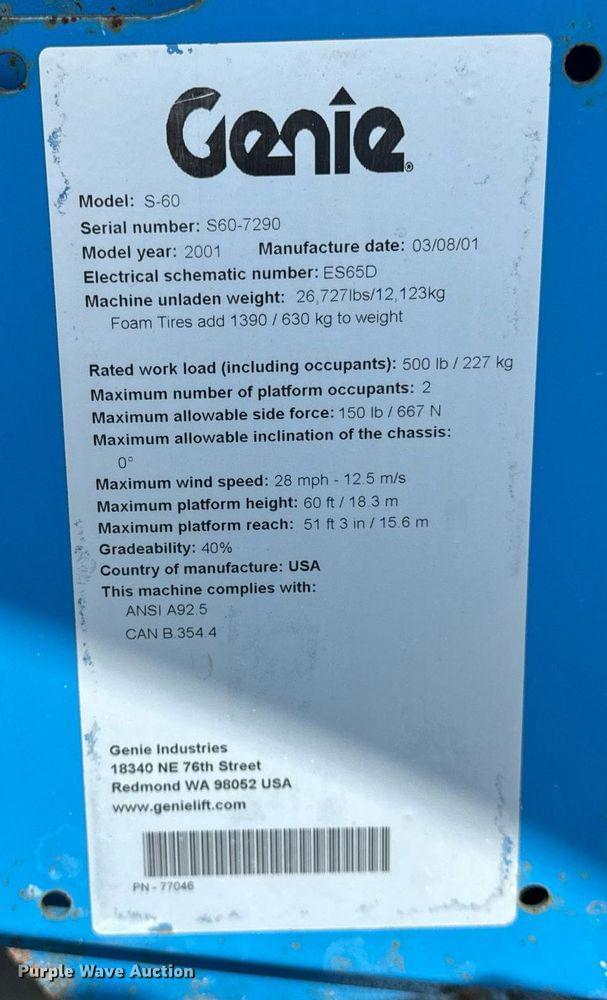 Genie®
Model: S-60
Serial number: S60-7290
Model year: 2001 Manufacture date: 03/08/01
Electrical schematic number: ES65D
Machine unladen weight: 26,727lbs/12,123kg
Foam Tires add 1390 / 630 kg to weight
Rated work load (including occupants): 500 lb / 227 kg
Maximum number of platform occupants: 2
Maximum allowable side force: 150 lb / 667 N
Maximum allowable inclination of the chassis:
0°
Maximum wind speed: 28 mph - 12.5 m/s
Maximum platform height: 60 ft / 18.3 m
Maximum platform reach: 51 ft 3 in / 15.6 m
Gradeability: 40%
Country of manufacture: USA
This machine complies with:
ANSI A92.5
CAN B.354.4
Genie Industries
18340 NE 76th Street
Redmond WA 98052 USA
www.genielift.com
PN - 77046
Purple Wave Auction